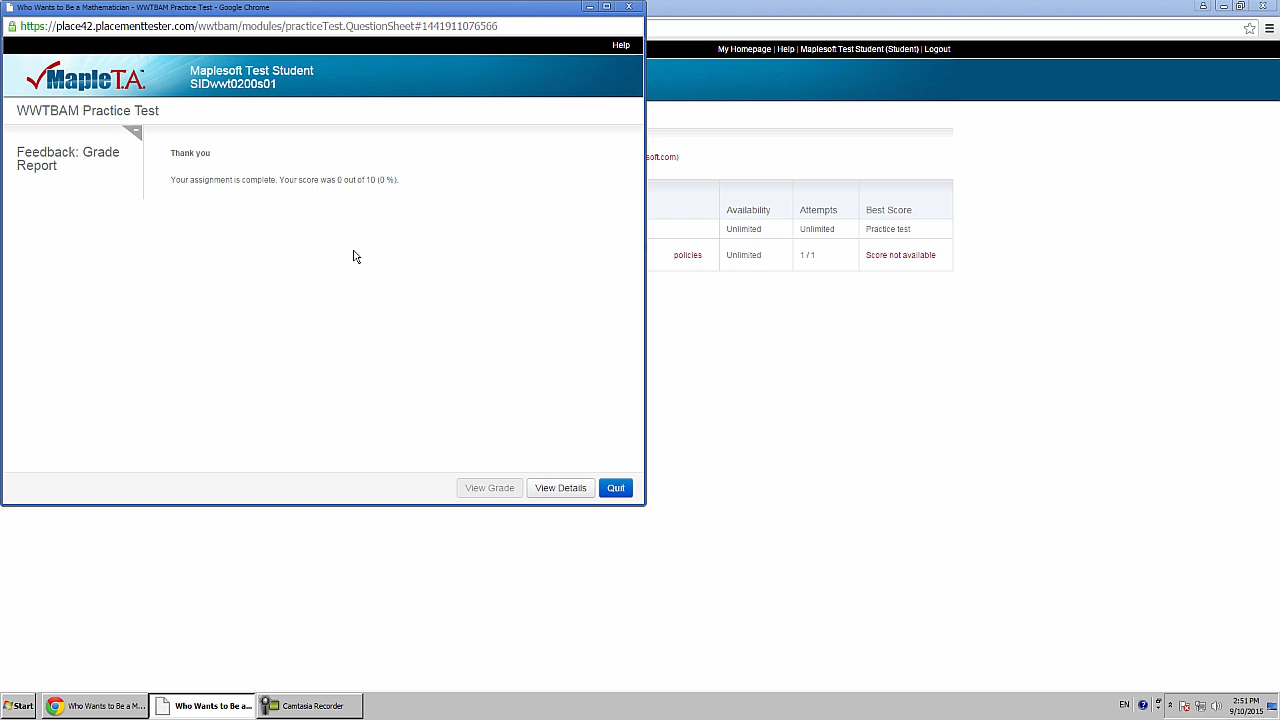 Who Wants to Be a Mathematician - WWTBAM Practice Test - Google Chrome
https://place42.placementtester.com/wwtbam/modules/practiceTest.QuestionSheet#1441911076566
Help
My Homepage | Help | Maplesoft Test Student (Student) | Logout
MapleT.A.
Maplesoft Test Student
SIDwwt0200s01
WWTBAM Practice Test
Feedback: Grade
Report
Thank you
Your assignment is complete. Your score was 0 out of 10 (0 %).
soft.com)
Availability Attempts Best Score
Unlimited Unlimited Practice test
policies Unlimited 1 / 1 Score not available
View Grade View Details Quit
Start
Who Wants to Be a M...
Who Wants to Be a...
Camtasia Recorder
EN
2:51 PM
9/10/2015